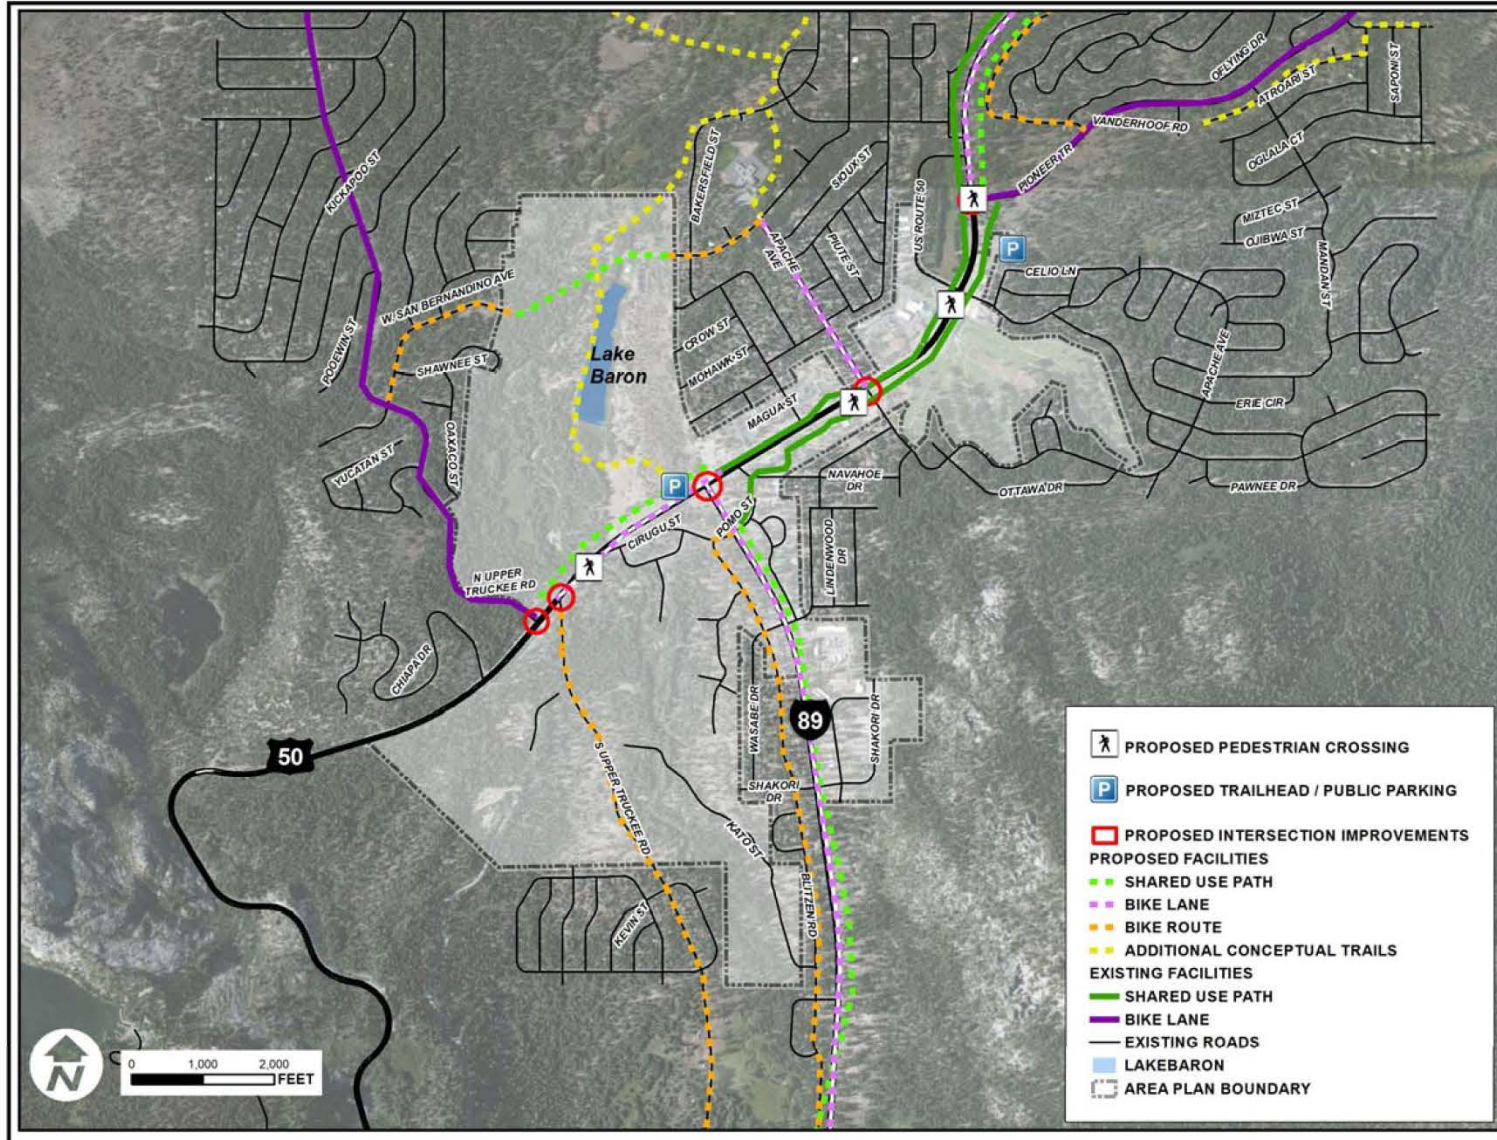 OFLYING DR
ATROARI ST
SAPONI ST
VANDERHOOF RD
OGLALA CT
PIONEER TR
KICKAPOO ST
BAKERSFIELD ST
SIOUX ST
US ROUTE 50
MIZTEC ST
OJIBWA ST
APACHE
AVE
PIUTE ST
P
CELIO LN
MANDAN ST
W. SAN BERNANDINO AVE
POOEWIN ST
SHAWNEE ST
Lake
Baron
CROW ST
MOHAWK ST
MAGUA ST
APACHE AVE
ERIE CIR
OAXACO ST
YUCATAN ST
P
NAVAHOE
DR
OTTAWA DR
PAWNEE DR
CIRUGU ST
POMO ST
LINDENWOOD
DR
N UPPER
TRUCKEE RD
CHIAPA DR
WASABE DR
SHAKORI DR
89
50
S UPPER TRUCKEE RD
SHAKORI
DR
KATO ST
BLITZEN RD
KEVIN ST
N
0 1,000 2,000
FEET
PROPOSED PEDESTRIAN CROSSING
P PROPOSED TRAILHEAD / PUBLIC PARKING
PROPOSED INTERSECTION IMPROVEMENTS
PROPOSED FACILITIES
SHARED USE PATH
BIKE LANE
BIKE ROUTE
ADDITIONAL CONCEPTUAL TRAILS
EXISTING FACILITIES
SHARED USE PATH
BIKE LANE
EXISTING ROADS
LAKEBARON
AREA PLAN BOUNDARY